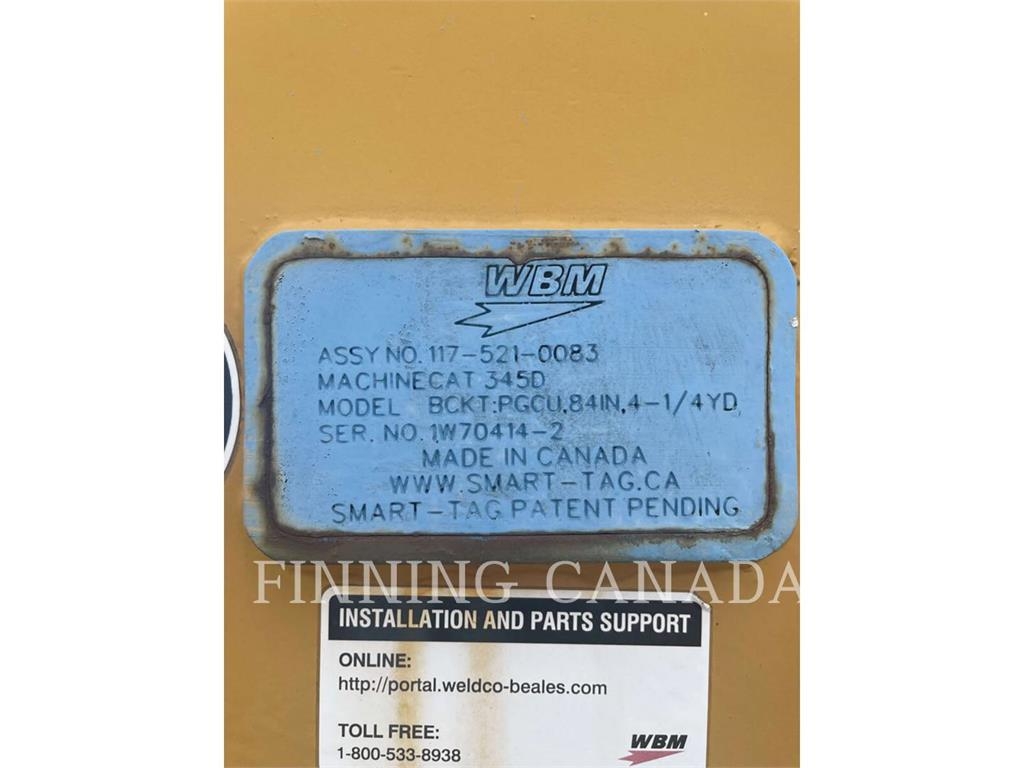 WBM
ASSY NO. 117-521-0083
MACHINECAT 345D
MODEL BCKT:PGCU,84IN,4-1/4YD
SER. NO. 1W70414-2
MADE IN CANADA
WWW.SMART-TAG.CA
SMART-TAG PATENT PENDING
FINNING CANADA
INSTALLATION AND PARTS SUPPORT
ONLINE:
http://portal.weldco-beales.com
TOLL FREE:
1-800-533-8938
WBM